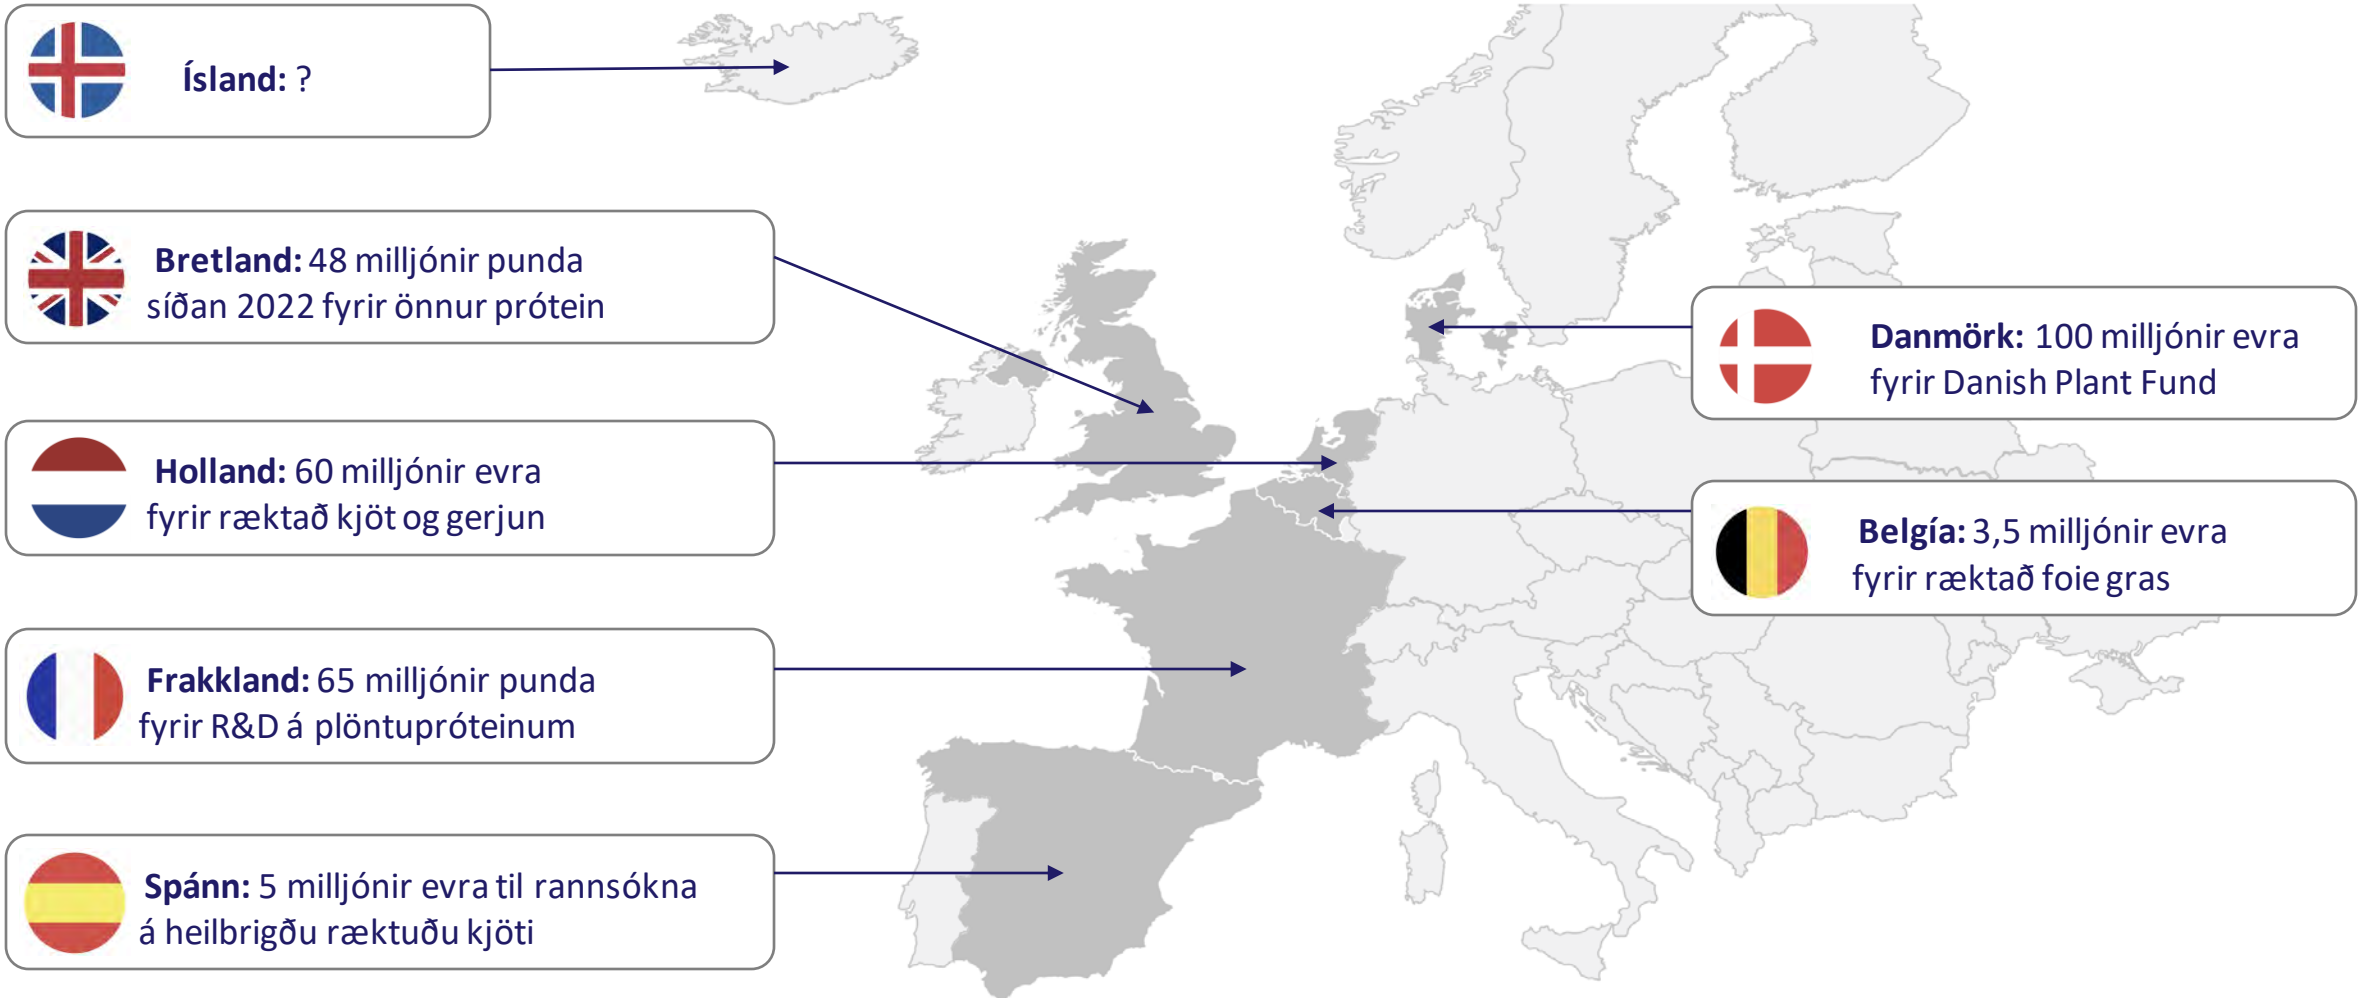 Ísland: ?
Bretland: 48 milljónir punda
síðan 2022 fyrir önnur prótein
Holland: 60 milljónir evra
fyrir ræktað kjöt og gerjun
Frakkland: 65 milljónir punda
fyrir R&D á plöntupróteinum
Spánn: 5 milljónir evra til rannsókna
á heilbrigðu ræktuðu kjöti
Danmörk: 100 milljónir evra
fyrir Danish Plant Fund
Belgía: 3,5 milljónir evra
fyrir ræktað foie gras